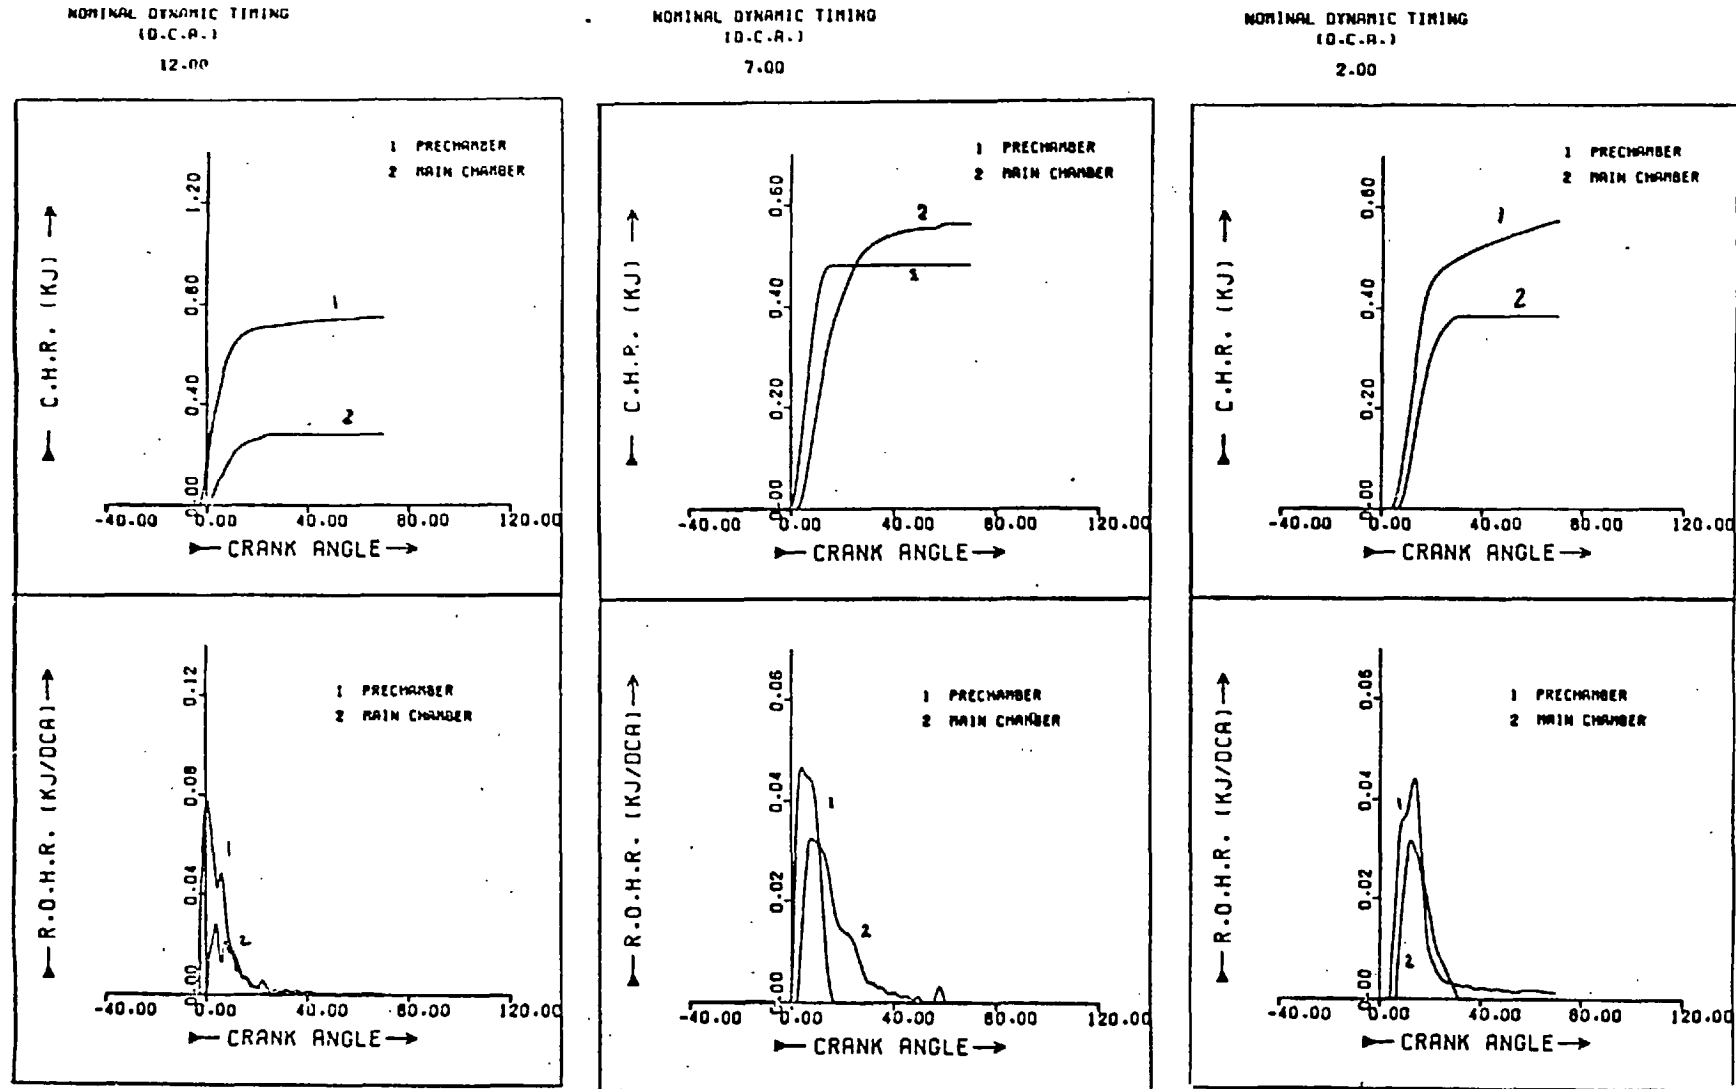 NOMINAL DYNAMIC TIMING
(D.C.A.)
12.00
C.H.R. (KJ)
0.00 0.40 0.80 1.20
1 PRECHAMBER
2 MAIN CHAMBER
1
2
-40.00 0.00 40.00 80.00 120.00
CRANK ANGLE
R.O.H.R. (KJ/DCA)
0.00 0.04 0.08 0.12
1 PRECHAMBER
2 MAIN CHAMBER
1
2
-40.00 0.00 40.00 80.00 120.00
CRANK ANGLE
NOMINAL DYNAMIC TIMING
(D.C.A.)
7.00
C.H.R. (KJ)
0.00 0.20 0.40 0.60
1 PRECHAMBER
2 MAIN CHAMBER
2
1
-40.00 0.00 40.00 80.00 120.00
CRANK ANGLE
R.O.H.R. (KJ/DCA)
0.00 0.02 0.04 0.06
1 PRECHAMBER
2 MAIN CHAMBER
1
2
-40.00 0.00 40.00 80.00 120.00
CRANK ANGLE
NOMINAL DYNAMIC TIMING
(D.C.A.)
2.00
C.H.R. (KJ)
0.00 0.20 0.40 0.60
1 PRECHAMBER
2 MAIN CHAMBER
1
2
-40.00 0.00 40.00 80.00 120.00
CRANK ANGLE
R.O.H.R. (KJ/DCA)
0.00 0.02 0.04 0.06
1 PRECHAMBER
2 MAIN CHAMBER
1
2
-40.00 0.00 40.00 80.00 120.00
CRANK ANGLE